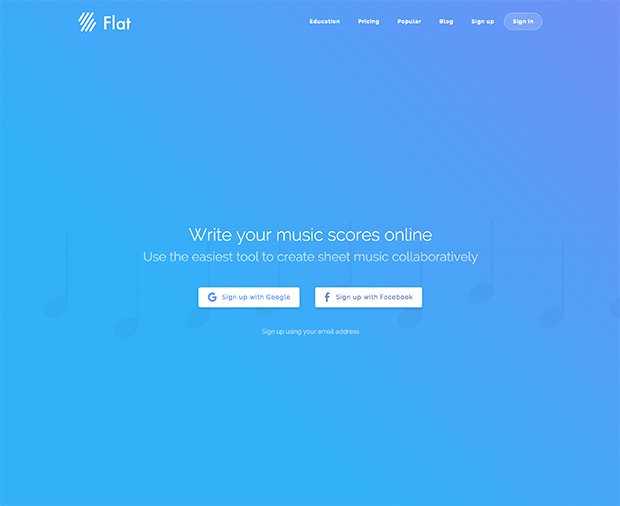 Flat
Education Pricing Popular Blog Sign up Sign in
Write your music scores online
Use the easiest tool to create sheet music collaboratively
Sign up with Google Sign up with Facebook
Sign up using your email address